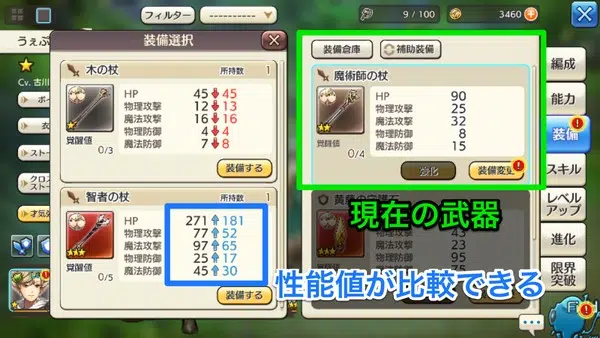 フィルター
9 / 100
3460
うぇぶ
Cv. 古川
装備選択
木の杖
所持数 1
HP 45 45
物理攻撃 12 13
魔法攻撃 16 16
物理防御 4 4
魔法防御 7 8
覚醒値
0/3
装備する
智者の杖
所持数 1
HP 271 181
物理攻撃 77 52
魔法攻撃 97 65
物理防御 25 17
魔法防御 45 30
覚醒値
0/5
装備する
装備倉庫
補助装備
魔術師の杖
HP 90
物理攻撃 25
魔法攻撃 32
物理防御 8
魔法防御 15
覚醒値
0/4
強化
装備変更
現在の武器
性能値が比較できる
43
23
95
編成
能力
装備
スキル
レベル
アップ
進化
限界
突破